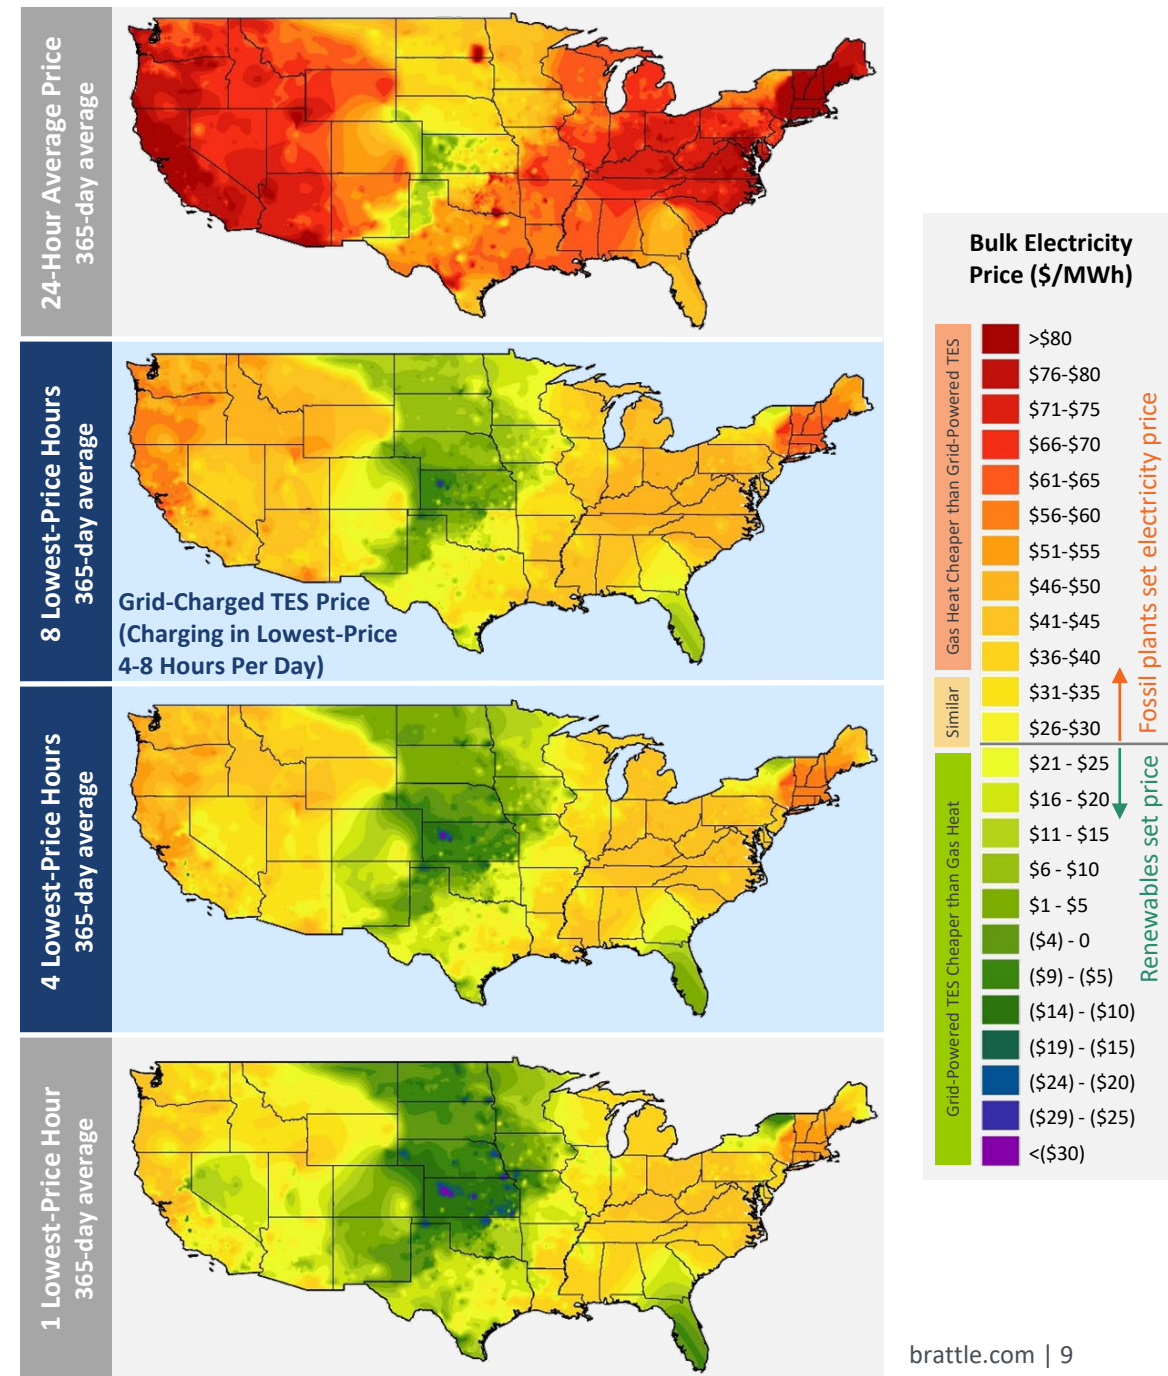 24-Hour Average Price
365-day average
8 Lowest-Price Hours
365-day average
Grid-Charged TES Price
(Charging in Lowest-Price
4-8 Hours Per Day)
4 Lowest-Price Hours
365-day average
1 Lowest-Price Hour
365-day average
Bulk Electricity
Price ($/MWh)
Gas Heat Cheaper than Grid-Powered TES
Similar
Grid-Powered TES Cheaper than Gas Heat
>$80
$76-$80
$71-$75
$66-$70
$61-$65
$56-$60
$51-$55
$46-$50
$41-$45
$36-$40
$31-$35
$26-$30
$21 - $25
$16 - $20
$11 - $15
$6 - $10
$1 - $5
($4) - 0
($9) - ($5)
($14) - ($10)
($19) - ($15)
($24) - ($20)
($29) - ($25)
<($30)
Fossil plants set electricity price
Renewables set price
brattle.com | 9